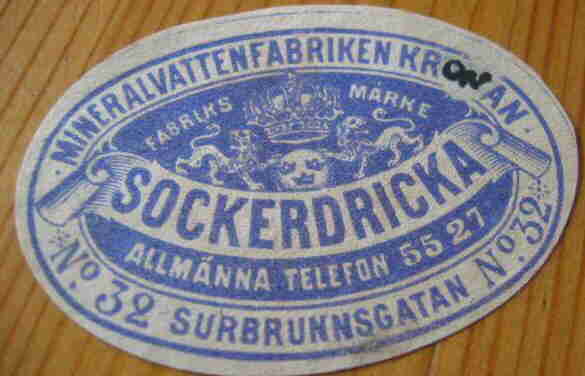 MINERALVATTENFABRIKEN KRONAN
FABRIKS MÄRKE
SOCKERDRICKA
ALLMÄNNA TELEFON 55 27
No. 32 SURBRUNNSGATAN No. 32